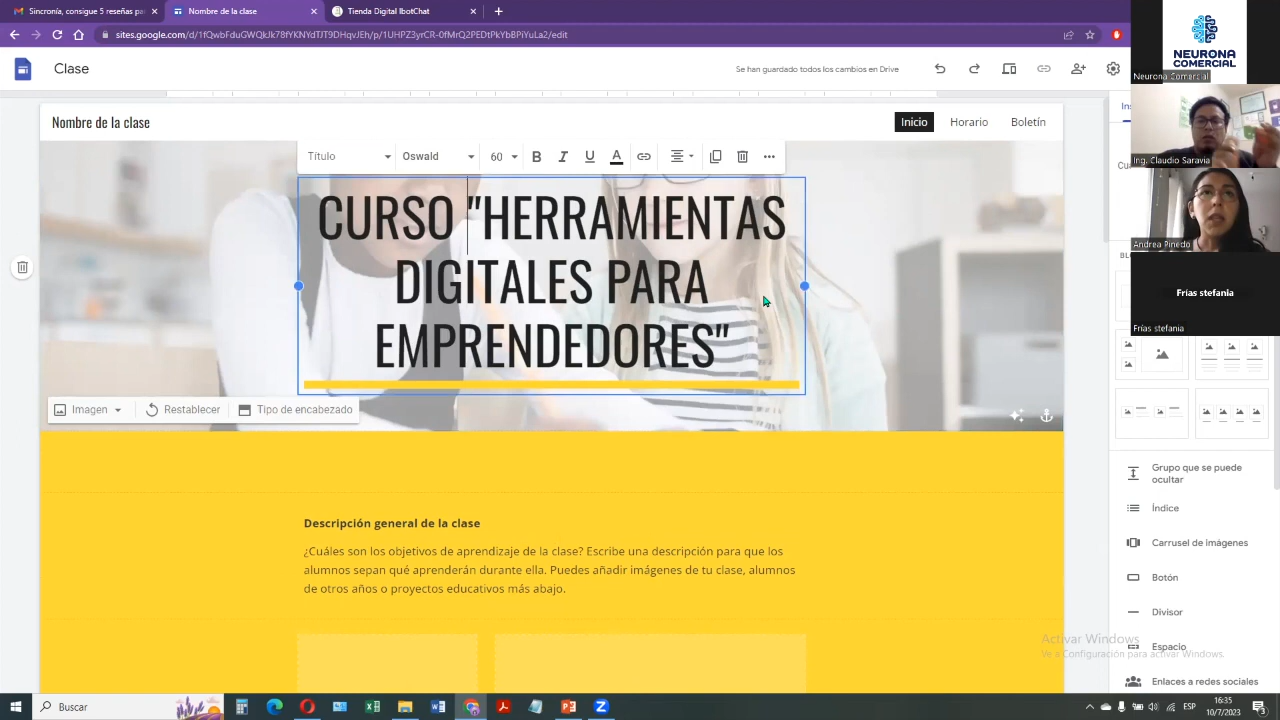 Sincronía, consigue 5 reseñas pa
Nombre de la clase
Tienda Digital IbotChat
sites.google.com
Clase
Se han guardado todos los cambios en Drive
Nombre de la clase
Inicio
Horario
Boletín
Título
Oswald
60
B
I
U
A
CURSO "HERRAMIENTAS
DIGITALES PARA
EMPRENDEDORES"
Imagen
Restablecer
Tipo de encabezado
Descripción general de la clase
¿Cuáles son los objetivos de aprendizaje de la clase? Escribe una descripción para que los
alumnos sepan qué aprenderán durante ella. Puedes añadir imágenes de tu clase, alumnos
de otros años o proyectos educativos más abajo.
NEURONA
COMERCIAL
Neurona Comercial
Ing. Claudio Saravia
Andrea Pinedo
Frías stefania
Frías stefania
Grupo que se puede
ocultar
Índice
Carrusel de imágenes
Botón
Divisor
Espacio
Enlaces a redes sociales
Activar Windows
Ve a Configuración para activar Windows.
Buscar
ESP
16:35
10/7/2023